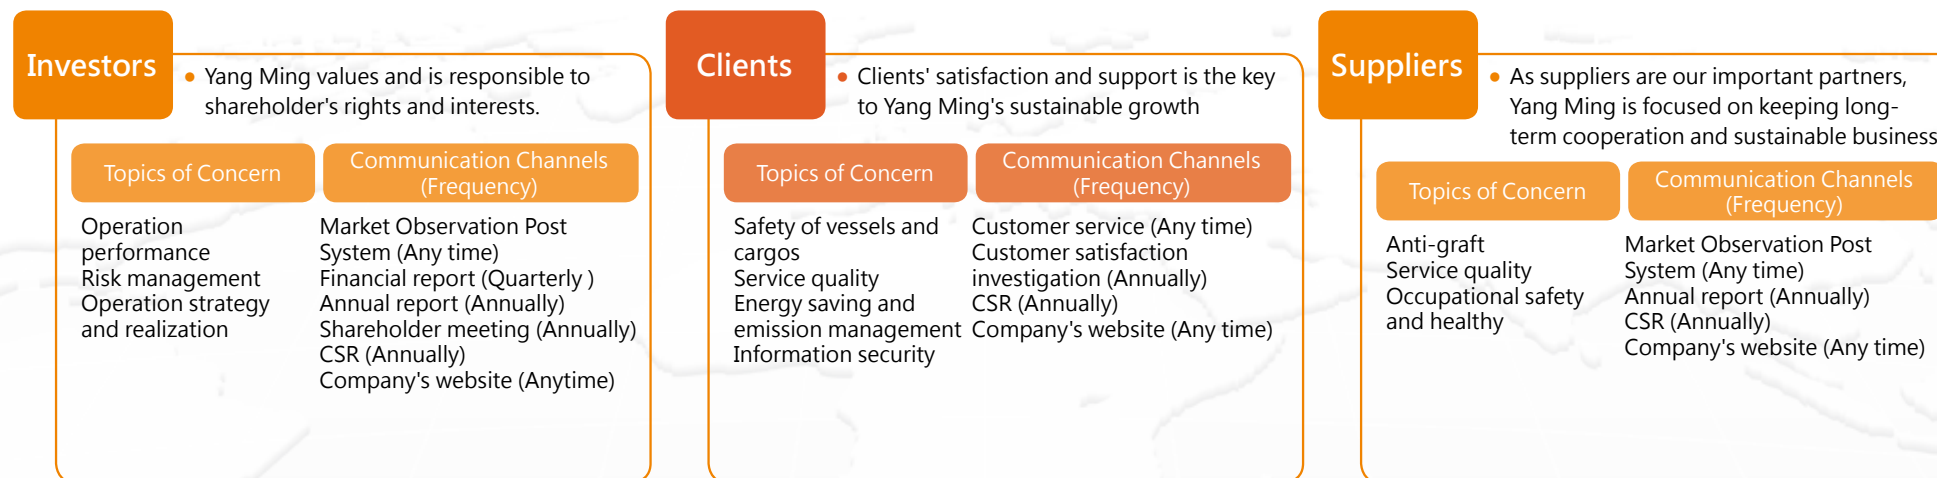 Investors
• Yang Ming values and is responsible to
shareholder's rights and interests.
Topics of Concern
Communication Channels
(Frequency)
Operation
performance
Risk management
Operation strategy
and realization
Market Observation Post
System (Any time)
Financial report (Quarterly )
Annual report (Annually)
Shareholder meeting (Annually)
CSR (Annually)
Company's website (Anytime)
Clients
• Clients' satisfaction and support is the key
to Yang Ming's sustainable growth
Topics of Concern
Communication Channels
(Frequency)
Safety of vessels and
cargos
Service quality
Energy saving and
emission management
Information security
Customer service (Any time)
Customer satisfaction
investigation (Annually)
CSR (Annually)
Company's website (Any time)
Suppliers
• As suppliers are our important partners,
Yang Ming is focused on keeping long-
term cooperation and sustainable business
Topics of Concern
Communication Channels
(Frequency)
Anti-graft
Service quality
Occupational safety
and healthy
Market Observation Post
System (Any time)
Annual report (Annually)
CSR (Annually)
Company's website (Any time)